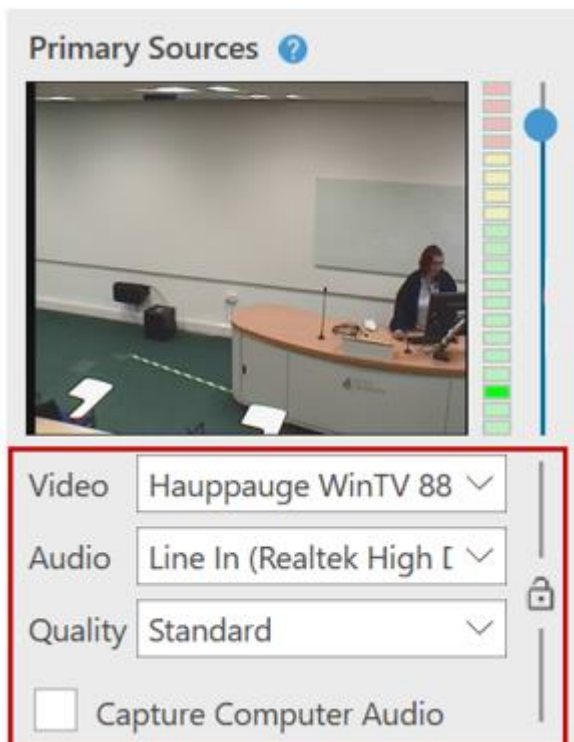 Primary Sources ?
Video Hauppauge WinTV 88
Audio Line In (Realtek High D
Quality Standard
Capture Computer Audio